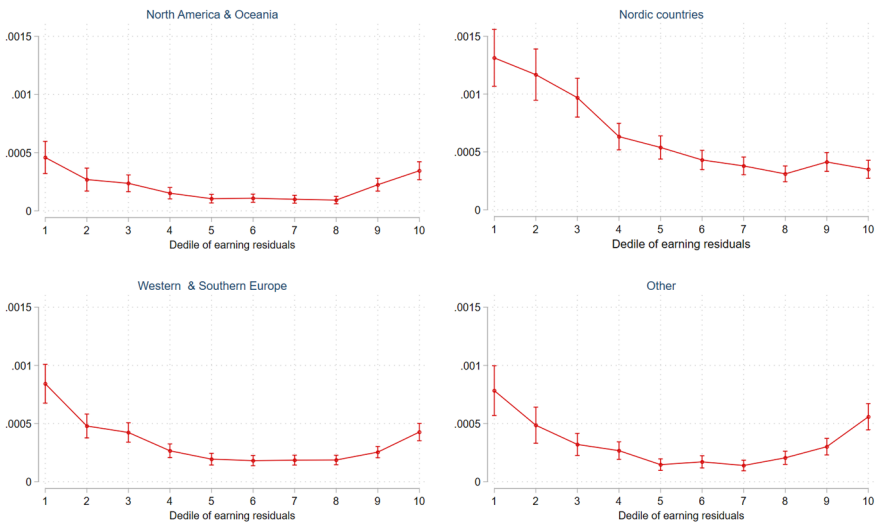 North America & Oceania
.0015
.001
.0005
0
1 2 3 4 5 6 7 8 9 10
Dedile of earning residuals
Nordic countries
.0015
.001
.0005
0
1 2 3 4 5 6 7 8 9 10
Dedile of earning residuals
Western & Southern Europe
.0015
.001
.0005
0
1 2 3 4 5 6 7 8 9 10
Dedile of earning residuals
Other
.0015
.001
.0005
0
1 2 3 4 5 6 7 8 9 10
Dedile of earning residuals